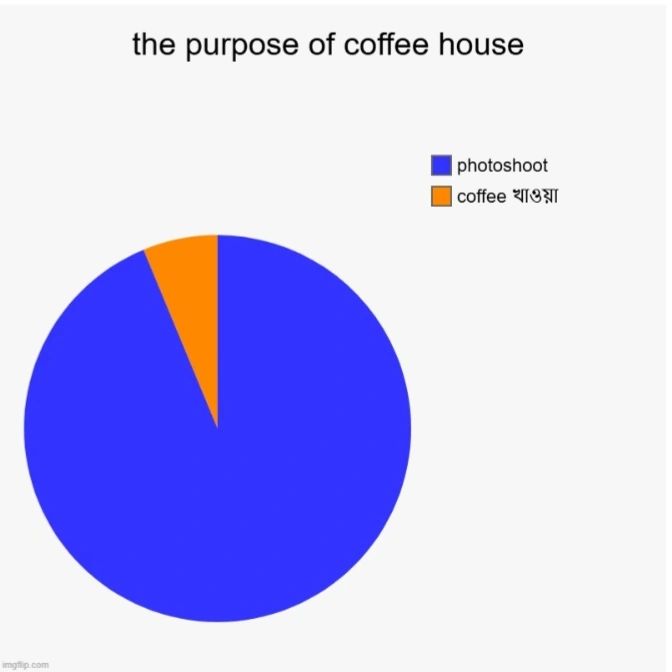 the purpose of coffee house
photoshoot
coffee খাওয়া
imgflip.com